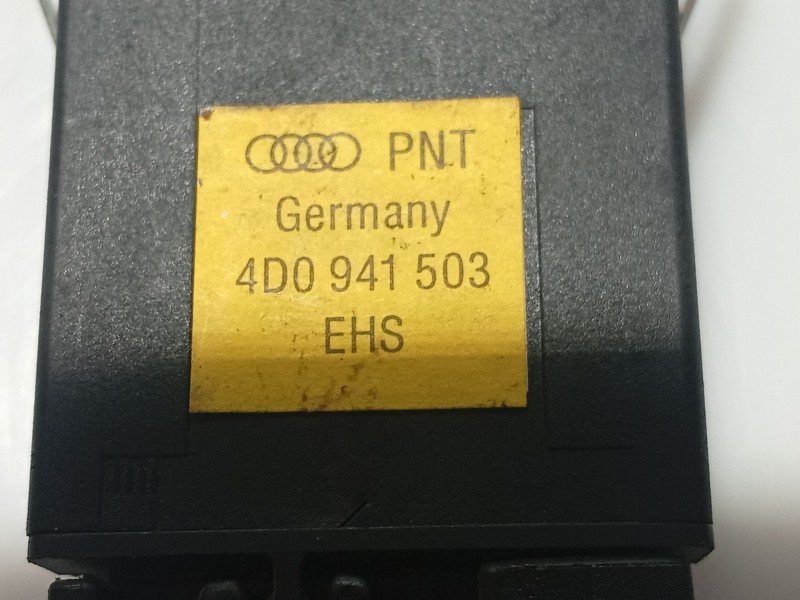 PNT
Germany
4D0 941 503
EHS